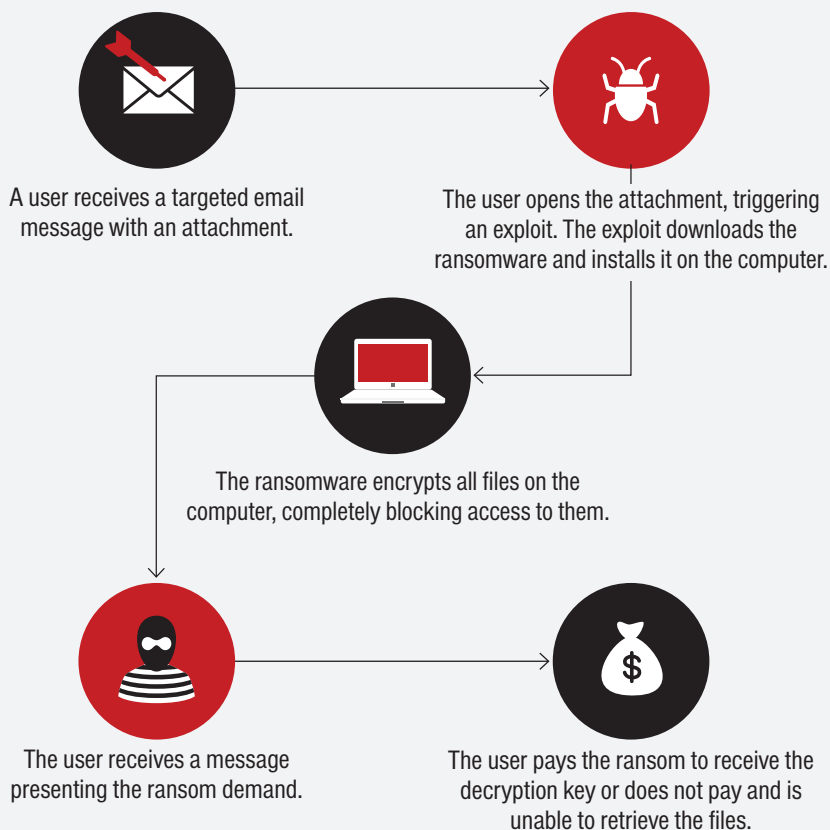 A user receives a targeted email
message with an attachment.
The user opens the attachment, triggering
an exploit. The exploit downloads the
ransomware and installs it on the computer.
The ransomware encrypts all files on the
computer, completely blocking access to them.
The user receives a message
presenting the ransom demand.
$
The user pays the ransom to receive the
decryption key or does not pay and is
unable to retrieve the files.